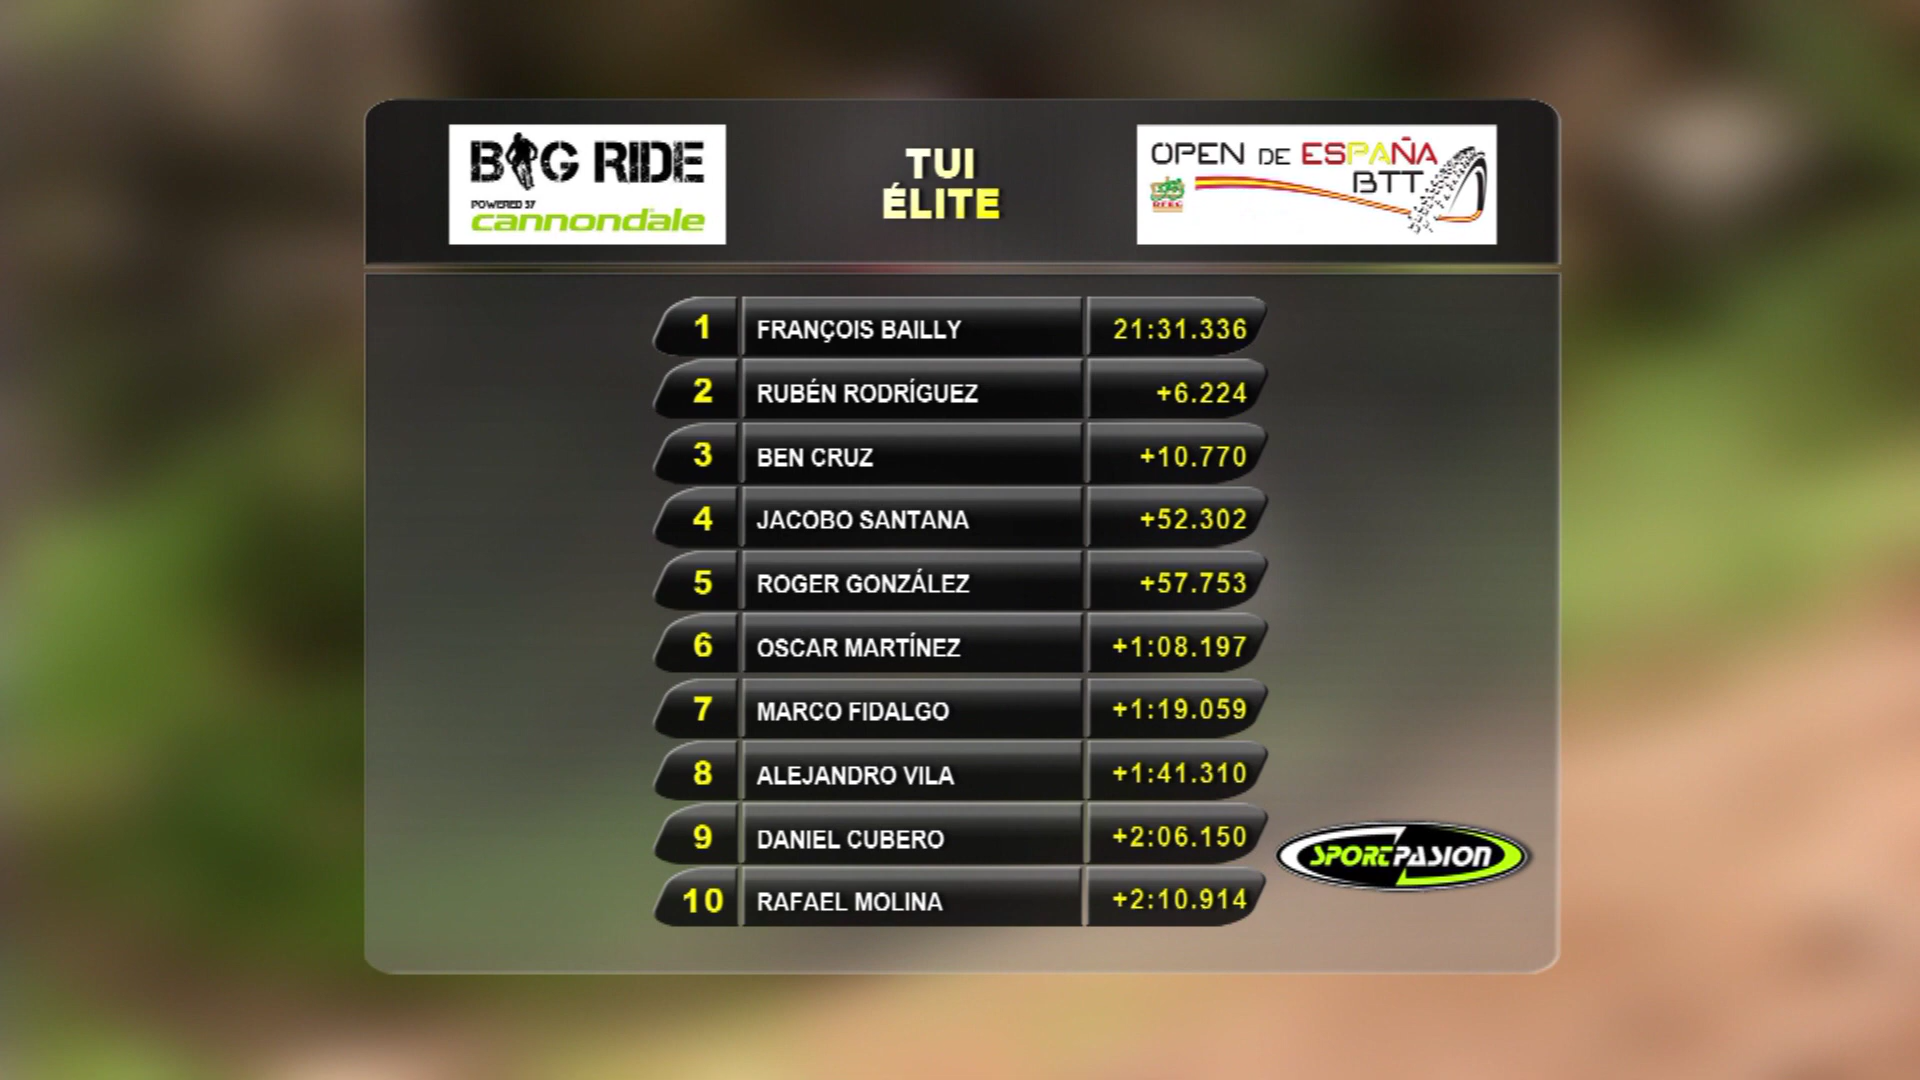 BIG RIDE
POWERED BY
cannondale
TUI
ÉLITE
OPEN DE ESPAÑA
BTT
RFEC
1 FRANÇOIS BAILLY 21:31.336
2 RUBÉN RODRÍGUEZ +6.224
3 BEN CRUZ +10.770
4 JACOBO SANTANA +52.302
5 ROGER GONZÁLEZ +57.753
6 OSCAR MARTÍNEZ +1:08.197
7 MARCO FIDALGO +1:19.059
8 ALEJANDRO VILA +1:41.310
9 DANIEL CUBERO +2:06.150
10 RAFAEL MOLINA +2:10.914
SPORTPASION